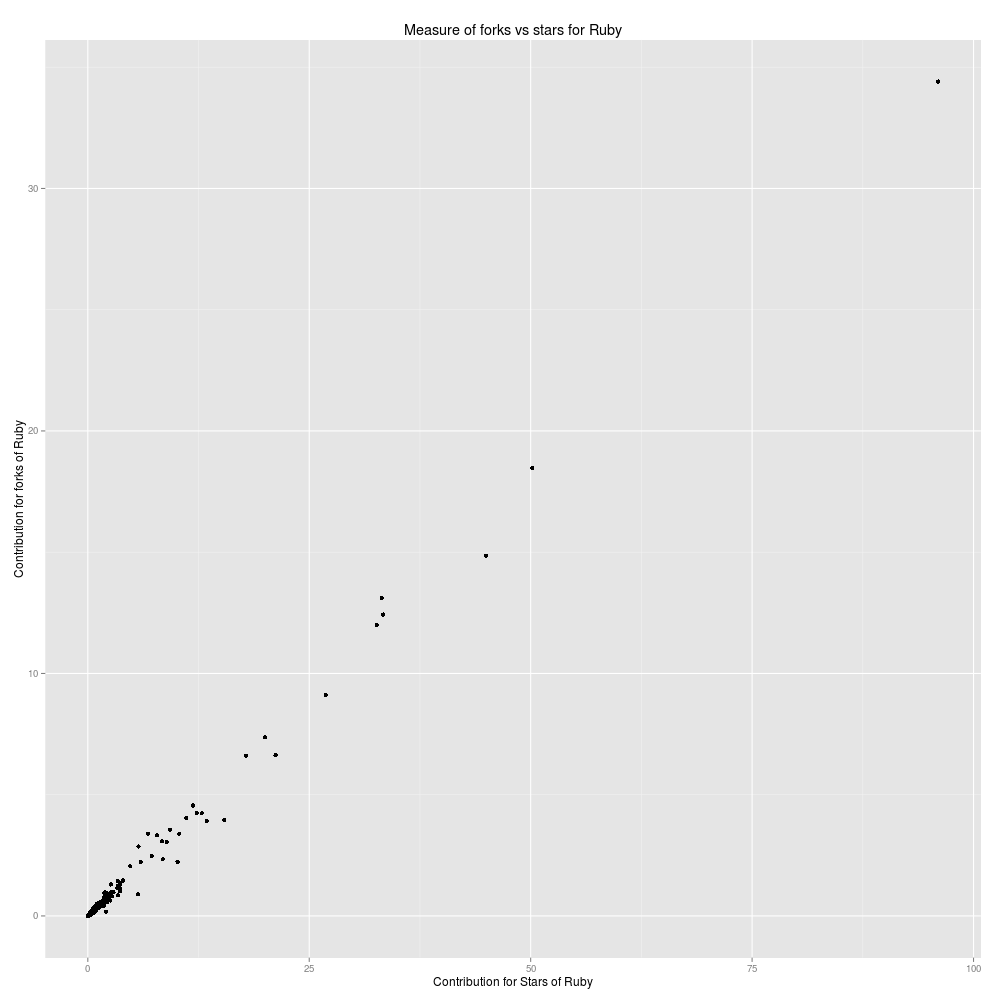 Measure of forks vs stars for Ruby
Contribution for forks of Ruby
30
20
10
0
0 25 50 75 100
Contribution for Stars of Ruby